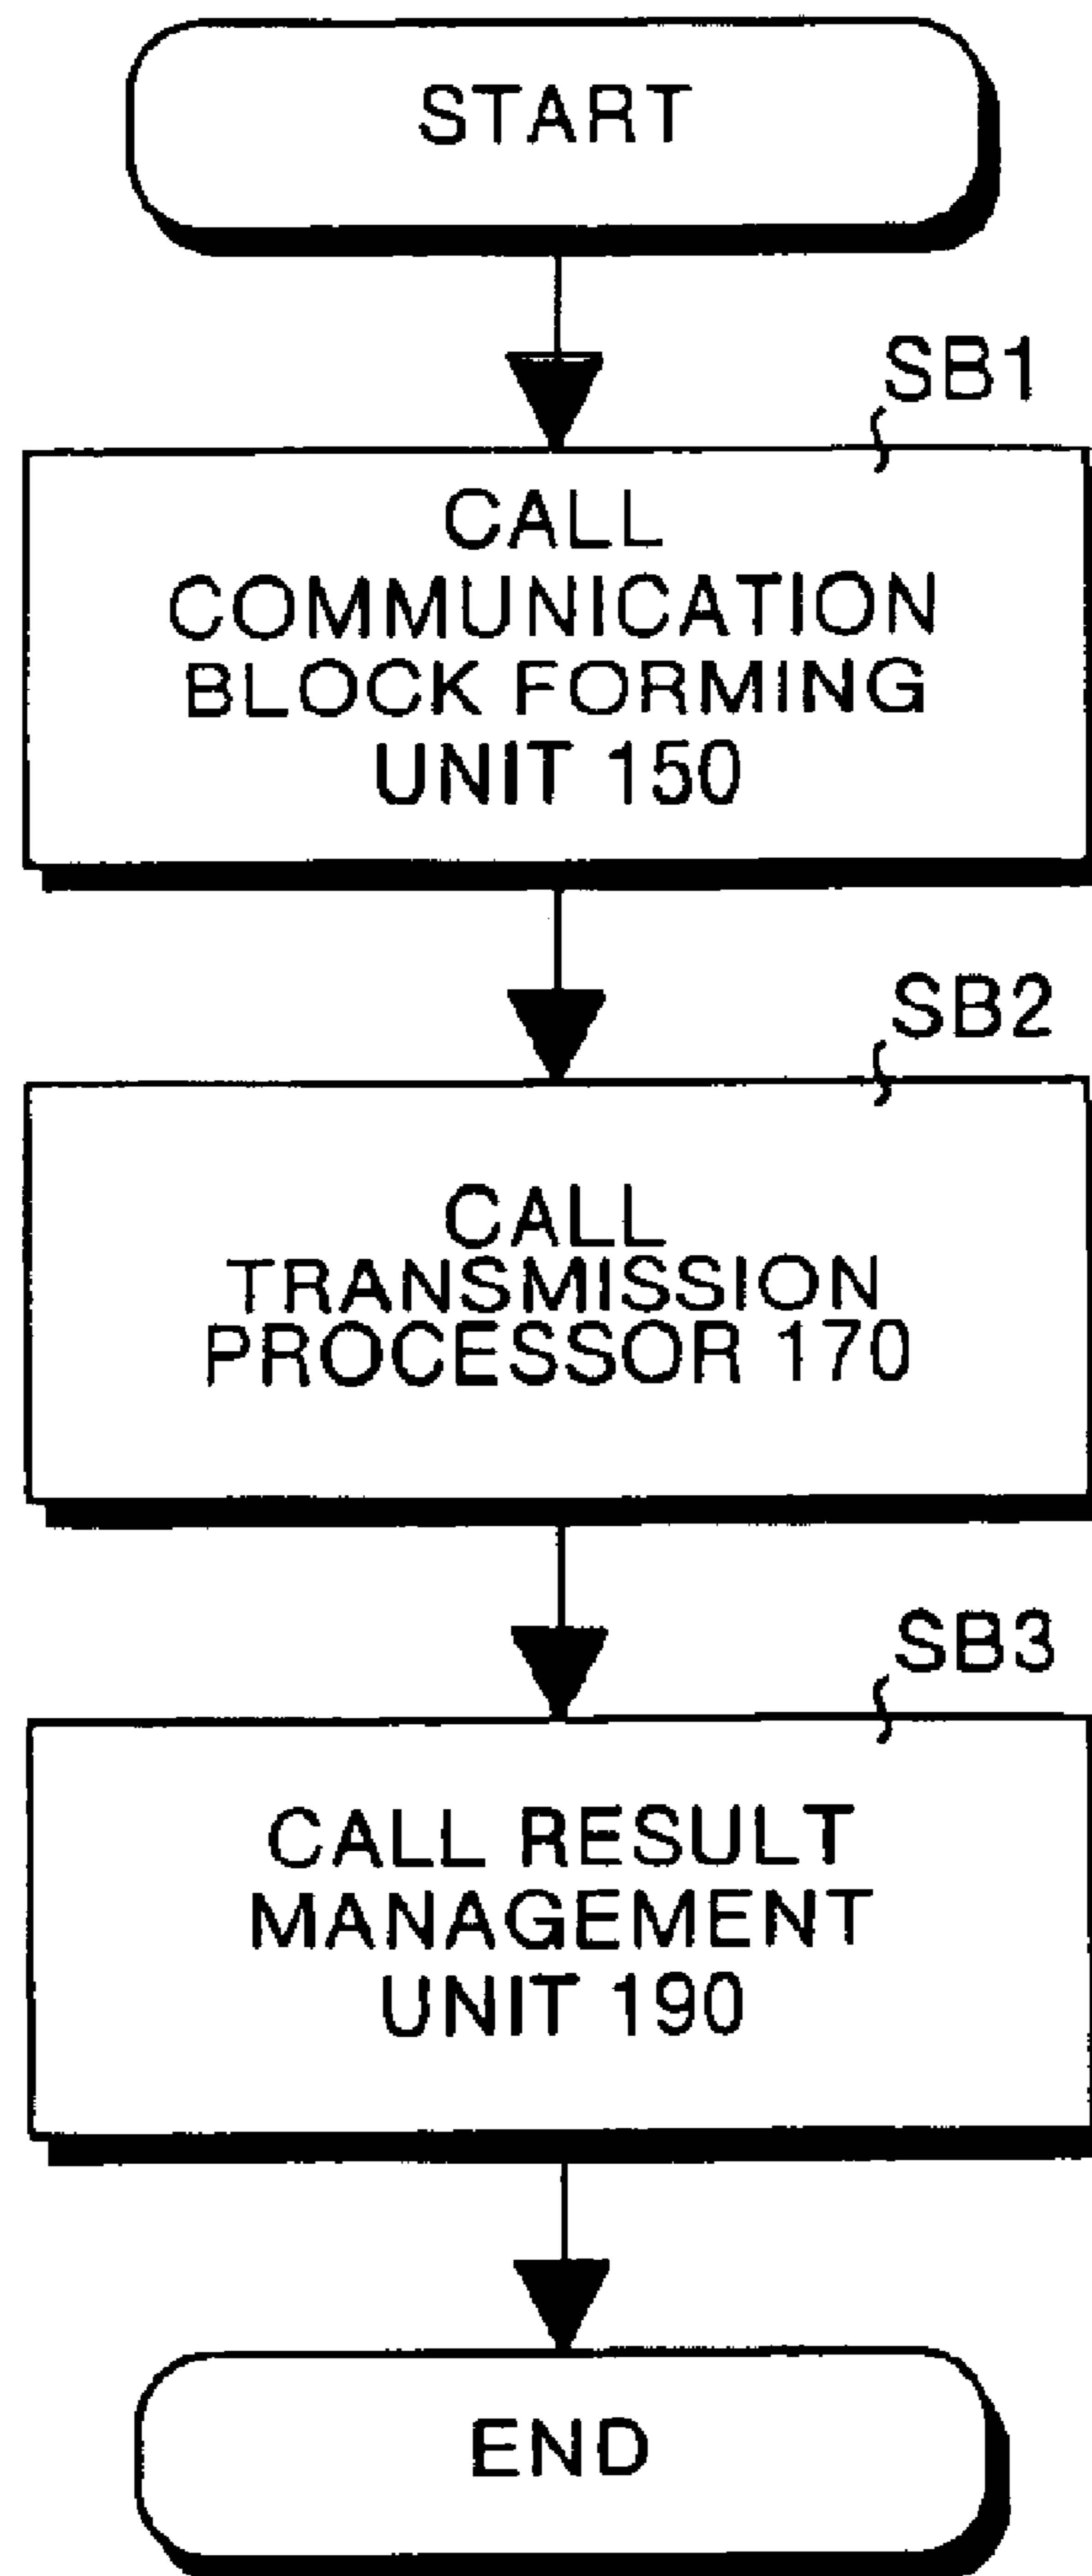 START
SB1
CALL
COMMUNICATION
BLOCK FORMING
UNIT 150
SB2
CALL
TRANSMISSION
PROCESSOR 170
SB3
CALL RESULT
MANAGEMENT
UNIT 190
END